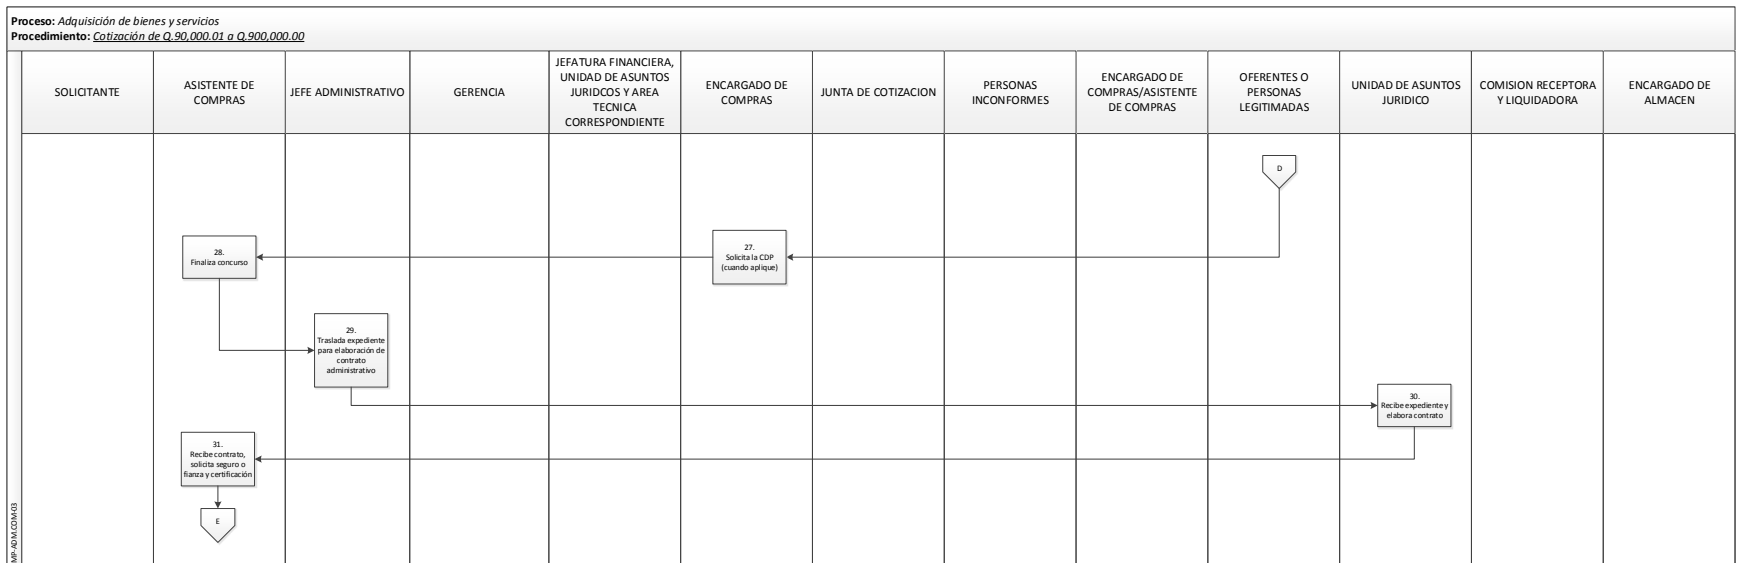 Proceso: Adquisición de bienes y servicios
Procedimiento: Cotización de Q.90,000.01 a Q.900,000.00
SOLICITANTE
ASISTENTE DE
COMPRAS
JEFE ADMINISTRATIVO
GERENCIA
JEFATURA FINANCIERA,
UNIDAD DE ASUNTOS
JURIDCOS Y AREA
TECNICA
CORRESPONDIENTE
ENCARGADO DE
COMPRAS
JUNTA DE COTIZACION
PERSONAS
INCONFORMES
ENCARGADO DE
COMPRAS/ASISTENTE
DE COMPRAS
OFERENTES O
PERSONAS
LEGITIMADAS
UNIDAD DE ASUNTOS
JURIDICO
COMISION RECEPTORA
Y LIQUIDADORA
ENCARGADO DE
ALMACEN
D
27.
Solicita la CDP
(cuando aplique)
28.
Finaliza concurso
29.
Traslada expediente
para elaboración de
contrato
administrativo
30.
Recibe expediente y
elabora contrato
31.
Recibe contrato,
solicita seguro o
fianza y certificación
E
MP-ADM.COM-03